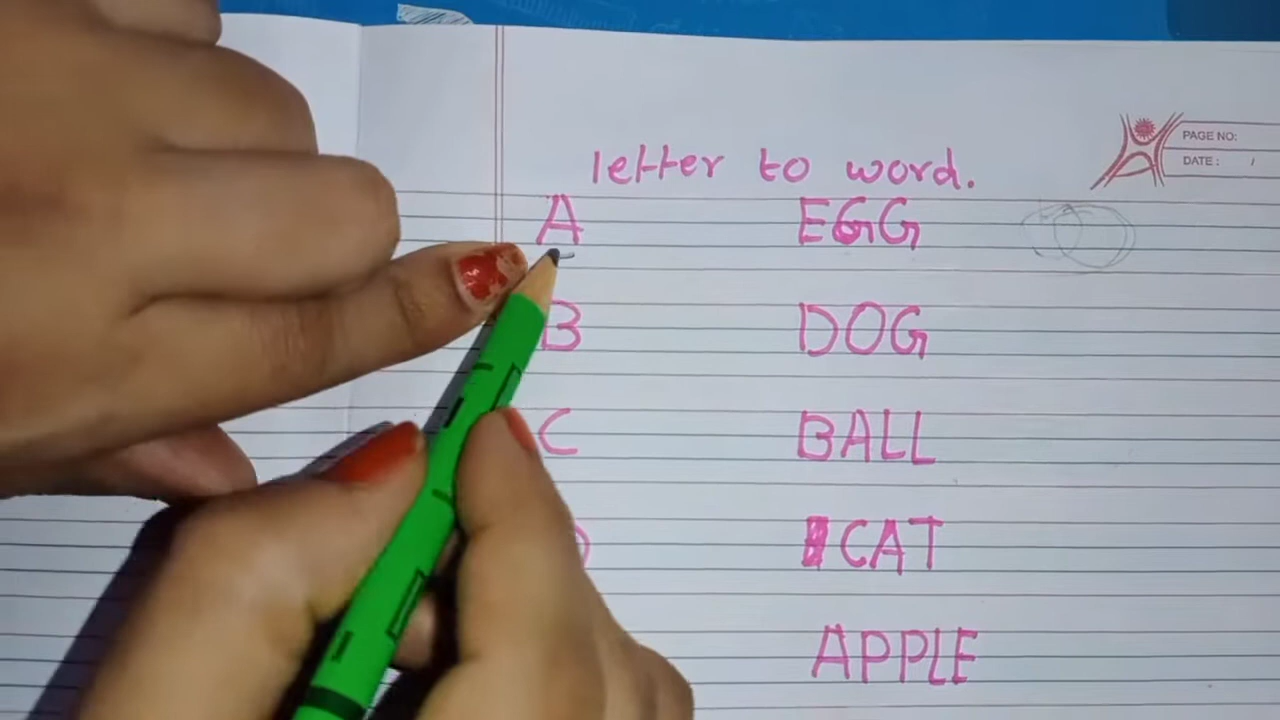 PAGE NO:
DATE : /
letter to word.
A EGG
B DOG
C BALL
D CAT
APPLE